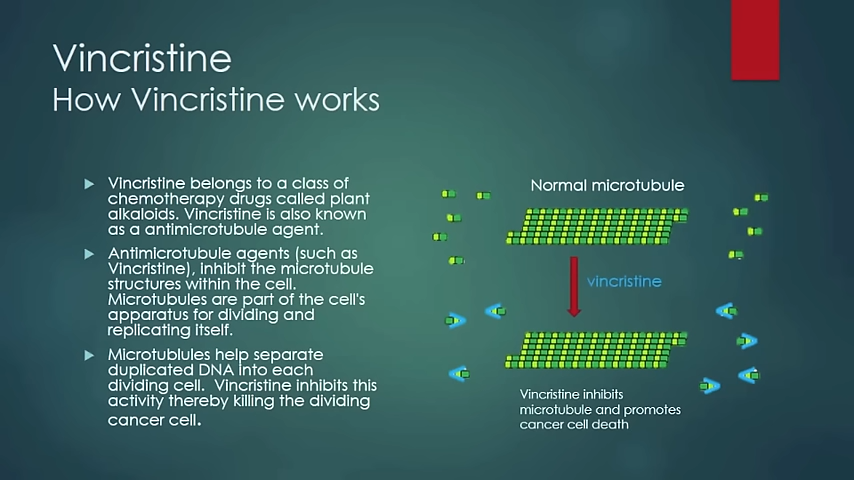 Vincristine
How Vincristine works
Vincristine belongs to a class of
chemotherapy drugs called plant
alkaloids. Vincristine is also known
as a antimicrotubule agent.
Antimicrotubule agents (such as
Vincristine), inhibit the microtubule
structures within the cell.
Microtubules are part of the cell's
apparatus for dividing and
replicating itself.
Microtublules help separate
duplicated DNA into each
dividing cell. Vincristine inhibits this
activity thereby killing the dividing
cancer cell.
Normal microtubule
vincristine
Vincristine inhibits
microtubule and promotes
cancer cell death